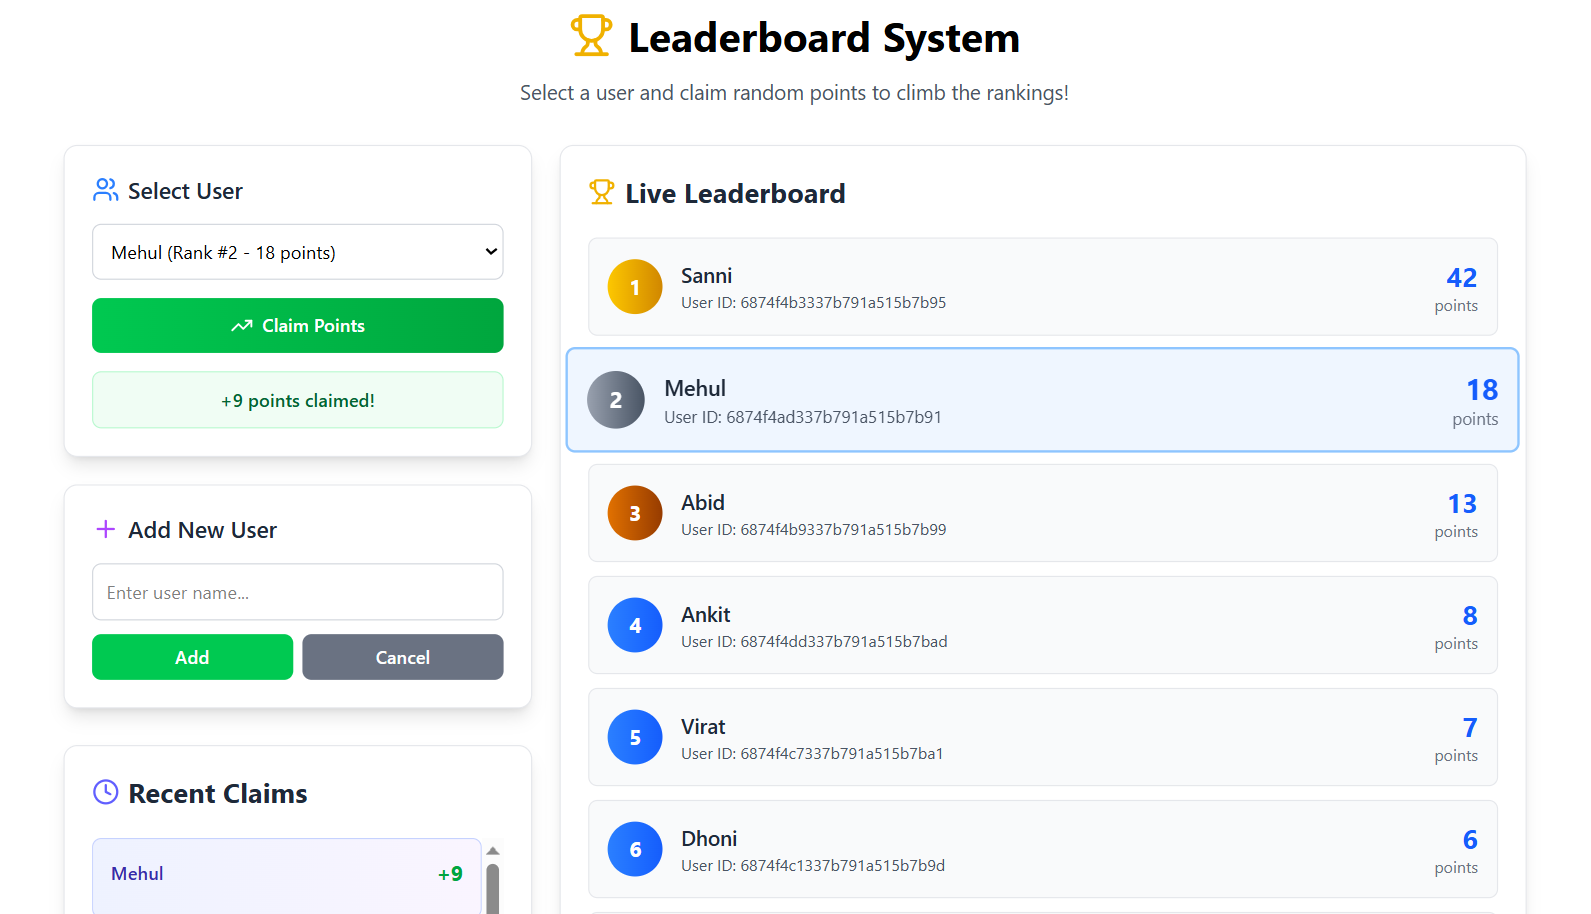 Leaderboard System
Select a user and claim random points to climb the rankings!
Select User
Mehul (Rank #2 - 18 points)
Claim Points
+9 points claimed!
Add New User
Enter user name...
Add
Cancel
Recent Claims
Mehul
+9
Live Leaderboard
1
Sanni
User ID: 6874f4b3337b791a515b7b95
42
points
2
Mehul
User ID: 6874f4ad337b791a515b7b91
18
points
3
Abid
User ID: 6874f4b9337b791a515b7b99
13
points
4
Ankit
User ID: 6874f4dd337b791a515b7bad
8
points
5
Virat
User ID: 6874f4c7337b791a515b7ba1
7
points
6
Dhoni
User ID: 6874f4c1337b791a515b7b9d
6
points